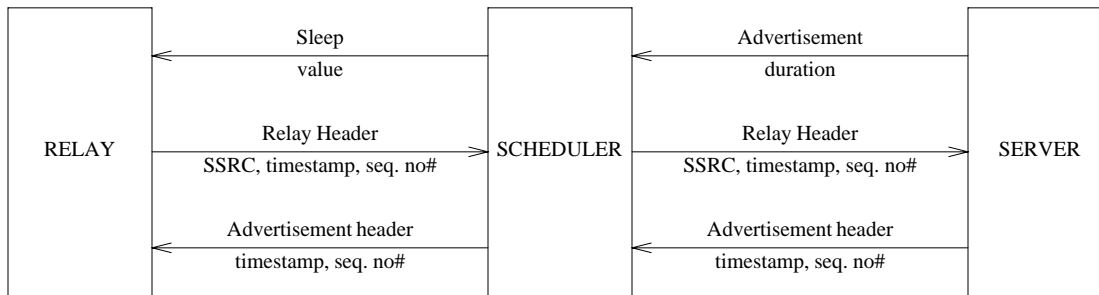 Sleep
value
Advertisement
duration
RELAY
Relay Header
SSRC, timestamp, seq. no#
SCHEDULER
Relay Header
SSRC, timestamp, seq. no#
SERVER
Advertisement header
timestamp, seq. no#
Advertisement header
timestamp, seq. no#